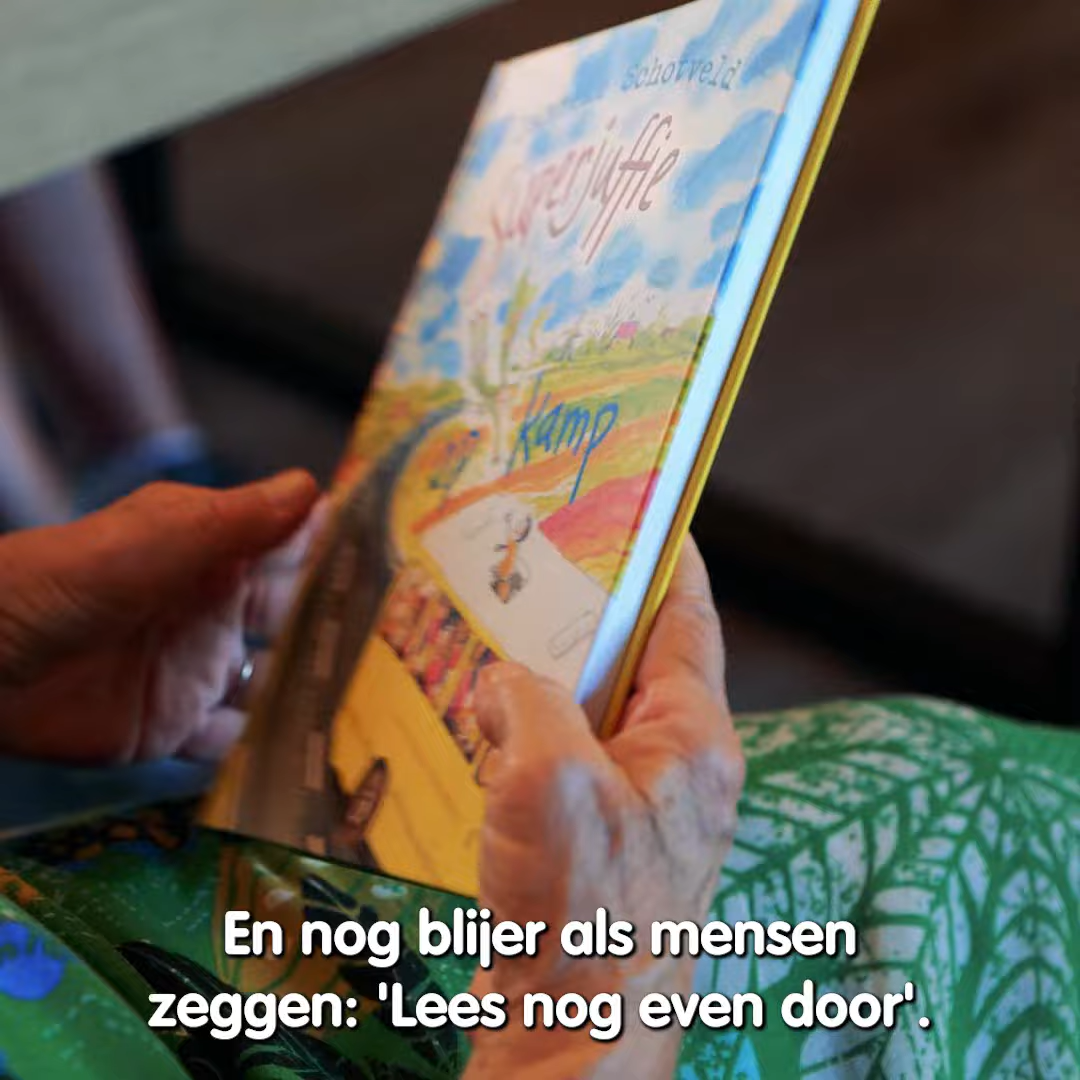 Schotveld
Superjuffie
kamp
En nog blijer als mensen
zeggen: 'Lees nog even door'.